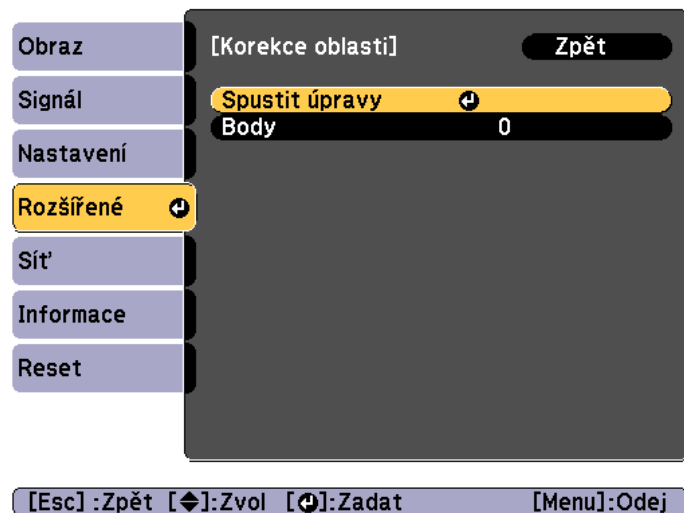 Obraz
Signál
Nastavení
Rozšířené
Síť
Informace
Reset
[Korekce oblasti] Zpět
Spustit úpravy
Body 0
[Esc] :Zpět [◆]:Zvol [↵]:Zadat [Menu]:Odej